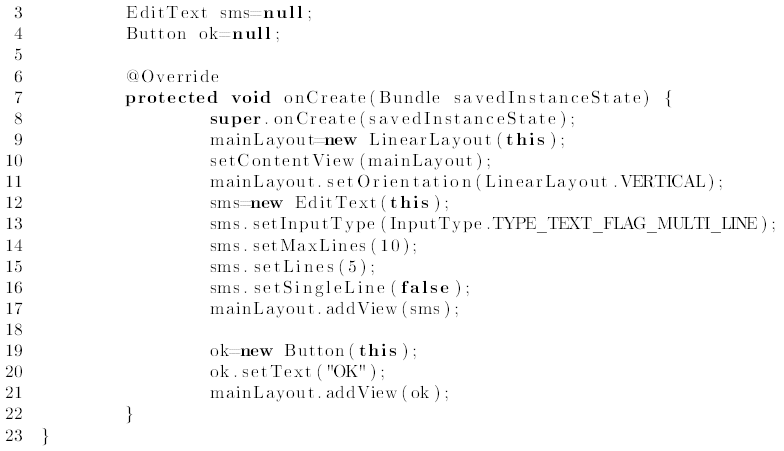 3 EditText sms=null;
4 Button ok=null;
5
6 @Override
7 protected void onCreate(Bundle savedInstanceState) {
8 super.onCreate(savedInstanceState);
9 mainLayout=new LinearLayout(this);
10 setContentView(mainLayout);
11 mainLayout.setOrientation(LinearLayout.VERTICAL);
12 sms=new EditText(this);
13 sms.setInputType(InputType.TYPE_TEXT_FLAG_MULTI_LINE);
14 sms.setMaxLines(10);
15 sms.setLines(5);
16 sms.setSingleLine(false);
17 mainLayout.addView(sms);
18
19 ok=new Button(this);
20 ok.setText("OK");
21 mainLayout.addView(ok);
22 }
23 }